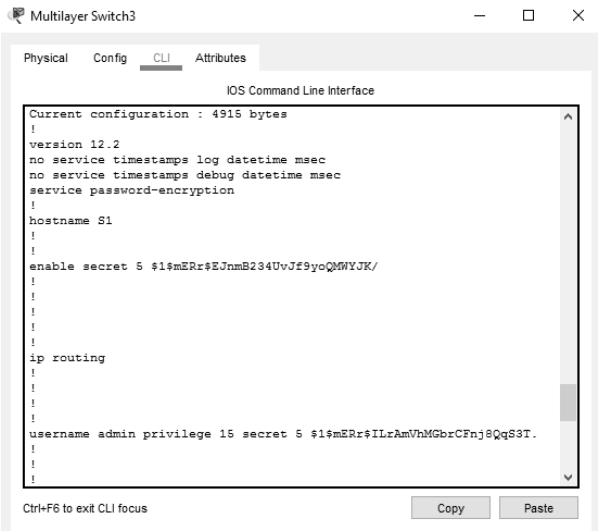 Multilayer Switch3
Physical Config CLI Attributes
IOS Command Line Interface
Current configuration : 4915 bytes
!
version 12.2
no service timestamps log datetime msec
no service timestamps debug datetime msec
service password-encryption
!
hostname S1
!
!
enable secret 5 $1$mERr$EJnmB234UvJf9yoQMWYJK/
!
!
!
!
!
ip routing
!
!
!
!
username admin privilege 15 secret 5 $1$mERr$ILrAmVhMGbrCFnj8QqS3T.
!
!
!
Ctrl+F6 to exit CLI focus
Copy Paste